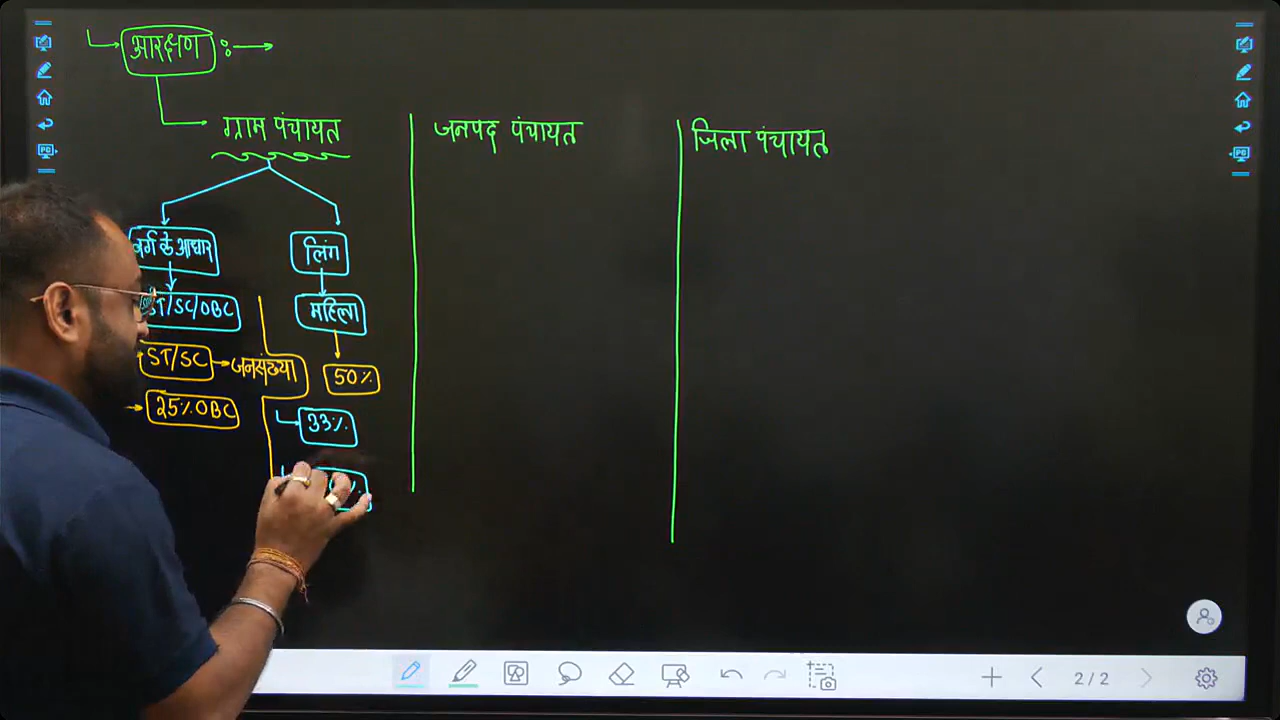 आरक्षण :→
ग्राम पंचायत
जनपद पंचायत
जिला पंचायत
वर्ग के आधार
लिंग
ST/SC/OBC
महिला
ST/SC → जनसंख्या
50%
25% OBC
33%
2/2